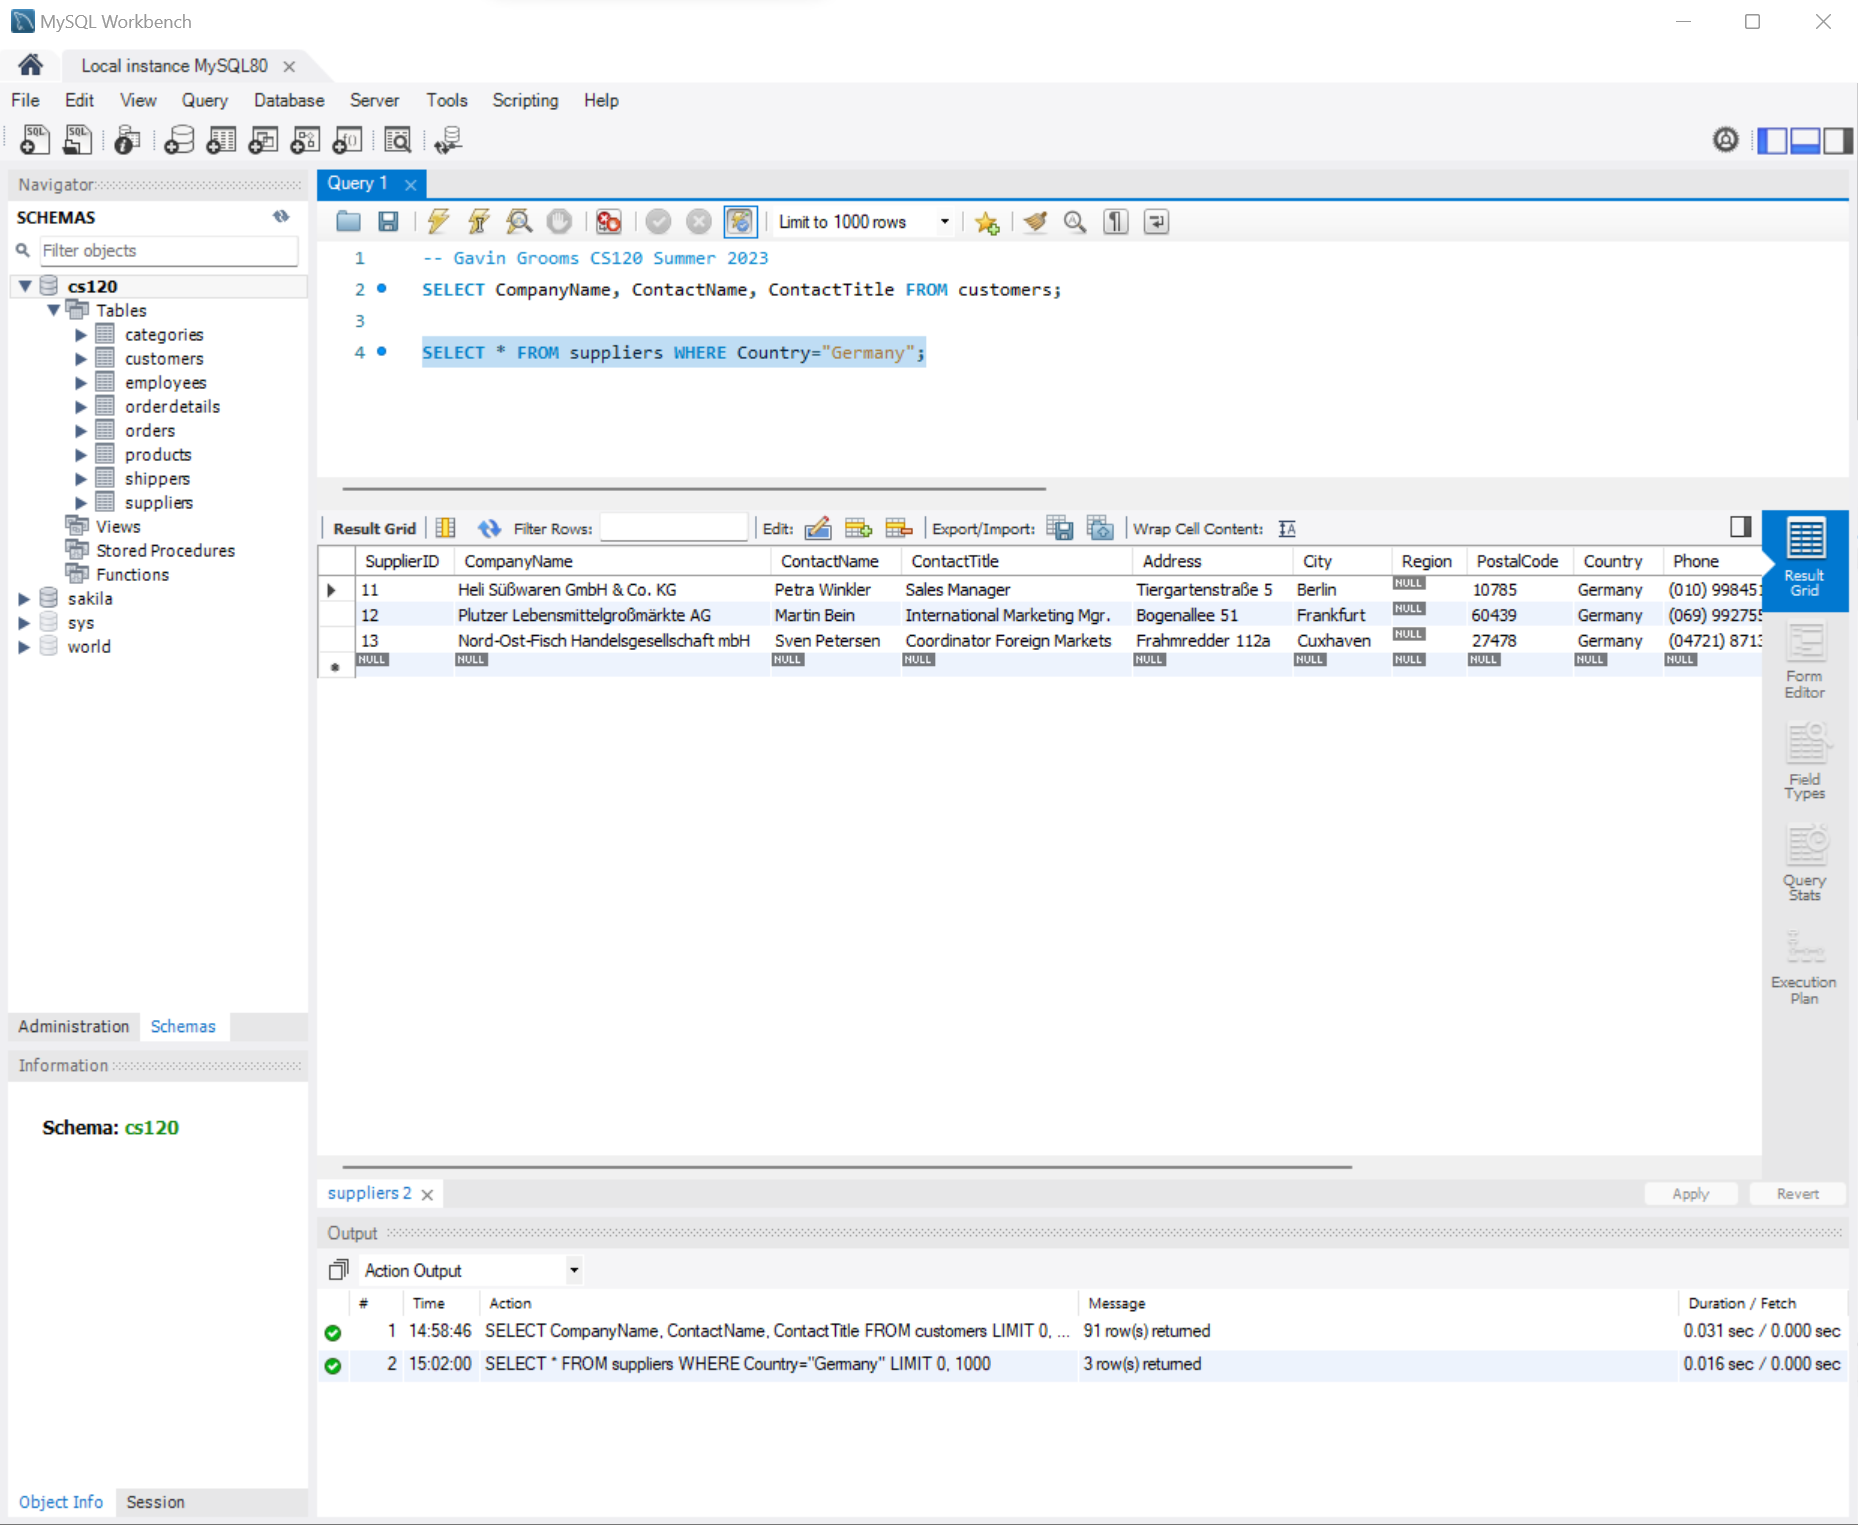 MySQL Workbench
Local instance MySQL80
File Edit View Query Database Server Tools Scripting Help
Navigator
SCHEMAS
Filter objects
cs120
Tables
categories
customers
employees
orderdetails
orders
products
shippers
suppliers
Views
Stored Procedures
Functions
sakila
sys
world
Administration Schemas
Information
Schema: cs120
Object Info Session
Query 1
Limit to 1000 rows
1 -- Gavin Grooms CS120 Summer 2023
2 SELECT CompanyName, ContactName, ContactTitle FROM customers;
3
4 SELECT * FROM suppliers WHERE Country="Germany";
Result Grid Filter Rows: Edit: Export/Import: Wrap Cell Content:
SupplierID CompanyName ContactName ContactTitle Address City Region PostalCode Country Phone
11 Heli Süßwaren GmbH & Co. KG Petra Winkler Sales Manager Tiergartenstraße 5 Berlin NULL 10785 Germany (010) 998451
12 Plutzer Lebensmittelgroßmärkte AG Martin Bein International Marketing Mgr. Bogenallee 51 Frankfurt NULL 60439 Germany (069) 992755
13 Nord-Ost-Fisch Handelsgesellschaft mbH Sven Petersen Coordinator Foreign Markets Frahmredder 112a Cuxhaven NULL 27478 Germany (04721) 8713
NULL NULL NULL NULL NULL NULL NULL NULL NULL NULL
Result
Grid
Form
Editor
Field
Types
Query
Stats
Execution
Plan
suppliers 2
Apply Revert
Output
Action Output
# Time Action Message Duration / Fetch
1 14:58:46 SELECT CompanyName, ContactName, ContactTitle FROM customers LIMIT 0, ... 91 row(s) returned 0.031 sec / 0.000 sec
2 15:02:00 SELECT * FROM suppliers WHERE Country="Germany" LIMIT 0, 1000 3 row(s) returned 0.016 sec / 0.000 sec